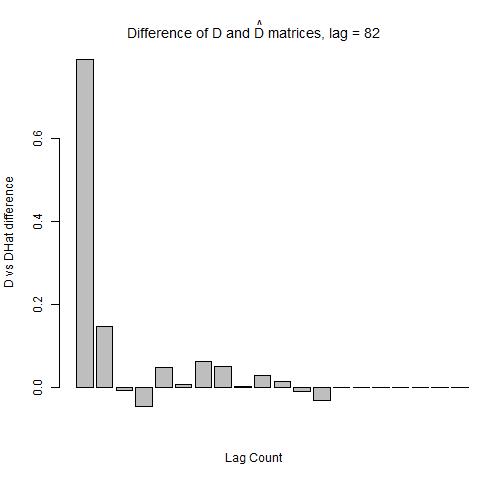 Difference of D and D̂ matrices, lag = 82
D vs DHat difference
0.6
0.4
0.2
0.0
Lag Count